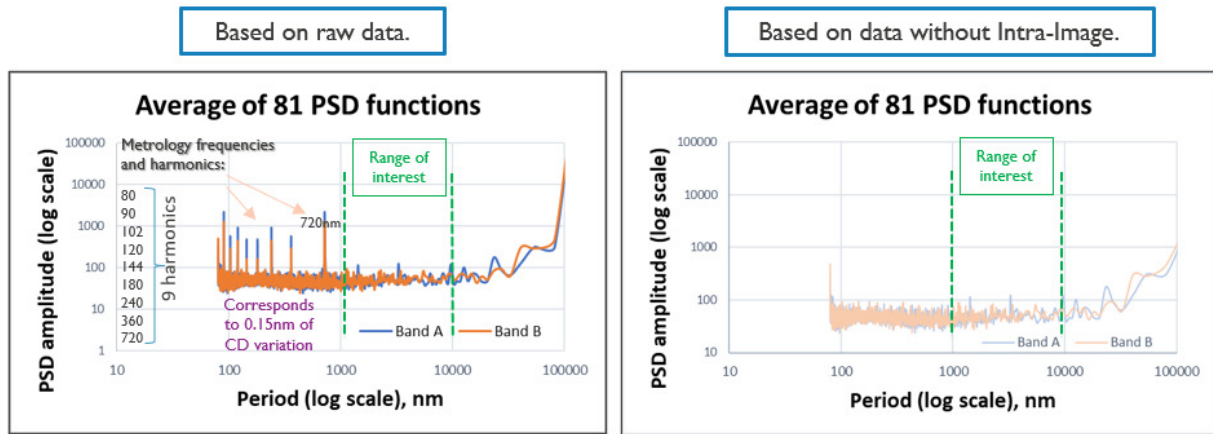 Based on raw data.
Average of 81 PSD functions
PSD amplitude (log scale)
100000
10000
1000
100
10
1
Metrology frequencies
and harmonics:
80
90
102
120
144
180
240
360
720
9 harmonics
720nm
Range of
interest
Corresponds
to 0.15nm of
CD variation
Band A
Band B
10
100
1000
10000
100000
Period (log scale), nm
Based on data without Intra-Image.
Average of 81 PSD functions
PSD amplitude (log scale)
100000
10000
1000
100
10
Range of
interest
Band A
Band B
10
100
1000
10000
100000
Period (log scale), nm